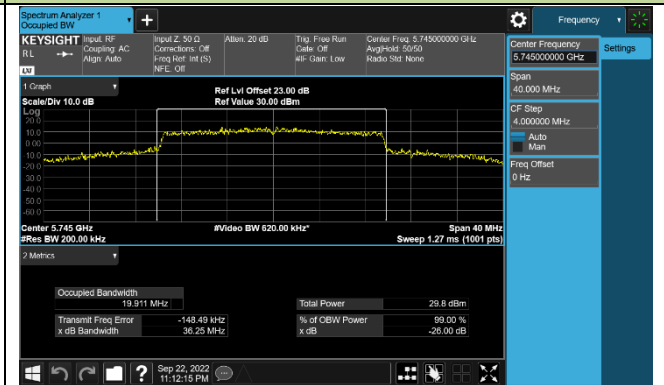 Spectrum Analyzer 1
Occupied BW
Frequency
KEYSIGHT
Input: RF
Input Z: 50 Ω
Atten: 20 dB
Trig: Free Run
Center Freq: 5.745000000 GHz
RL
Coupling: AC
Corrections: Off
Gate: Off
Avg|Hold: 50/50
Align: Auto
Freq Ref: Int (S)
#IF Gain: Low
Radio Std: None
LXI
NFE: Off
Center Frequency
5.745000000 GHz
Settings
Span
40.000 MHz
CF Step
4.000000 MHz
Auto
Man
Freq Offset
0 Hz
1 Graph
Ref Lvl Offset 23.00 dB
Scale/Div 10.0 dB
Ref Value 30.00 dBm
Log
20.0
10.0
0.00
-10.0
-20.0
-30.0
-40.0
-50.0
-60.0
Center 5.745 GHz
#Video BW 620.00 kHz*
Span 40 MHz
#Res BW 200.00 kHz
Sweep 1.27 ms (1001 pts)
2 Metrics
Occupied Bandwidth
19.911 MHz
Total Power
29.8 dBm
Transmit Freq Error
-148.49 kHz
% of OBW Power
99.00 %
x dB Bandwidth
36.25 MHz
x dB
-26.00 dB
Sep 22, 2022
11:12:15 PM